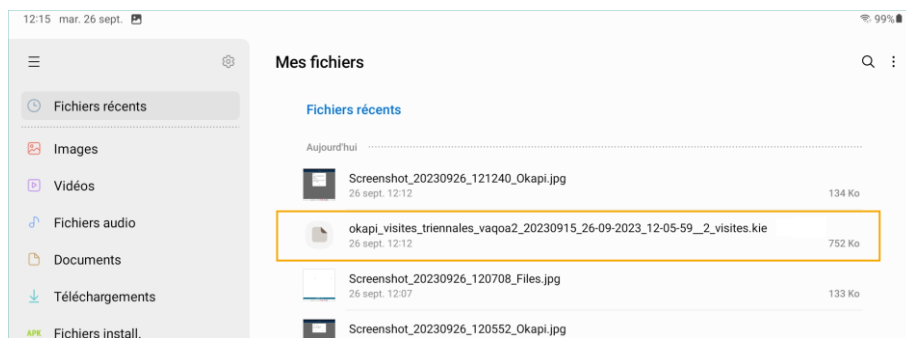 12:15 mar. 26 sept. 99%
Mes fichiers
Fichiers récents
Images
Vidéos
Fichiers audio
Documents
Téléchargements
APK Fichiers install.
Fichiers récents
Aujourd'hui
Screenshot_20230926_121240_Okapi.jpg
26 sept. 12:12 134 Ko
okapi_visites_triennales_vaqoa2_20230915_26-09-2023_12-05-59__2_visites.kie
26 sept. 12:12 752 Ko
Screenshot_20230926_120708_Files.jpg
26 sept. 12:07 133 Ko
Screenshot_20230926_120552_Okapi.jpg